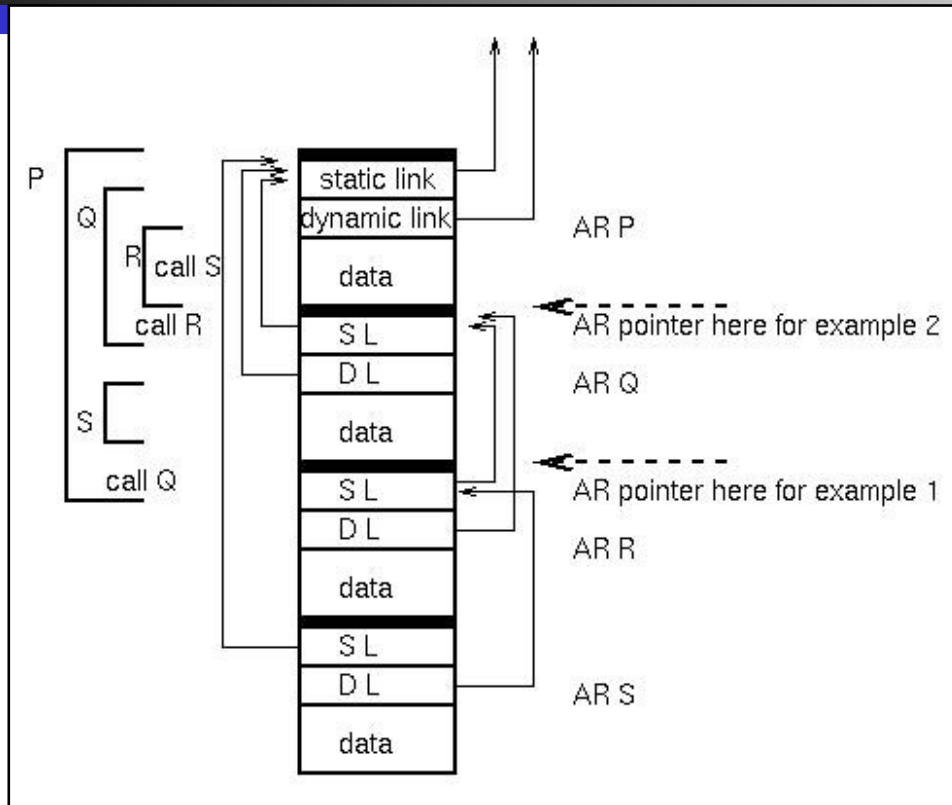 P
Q
R
call S
call R
S
call Q
static link
dynamic link
data
S L
D L
data
S L
D L
data
S L
D L
data
AR P
AR pointer here for example 2
AR Q
AR pointer here for example 1
AR R
AR S